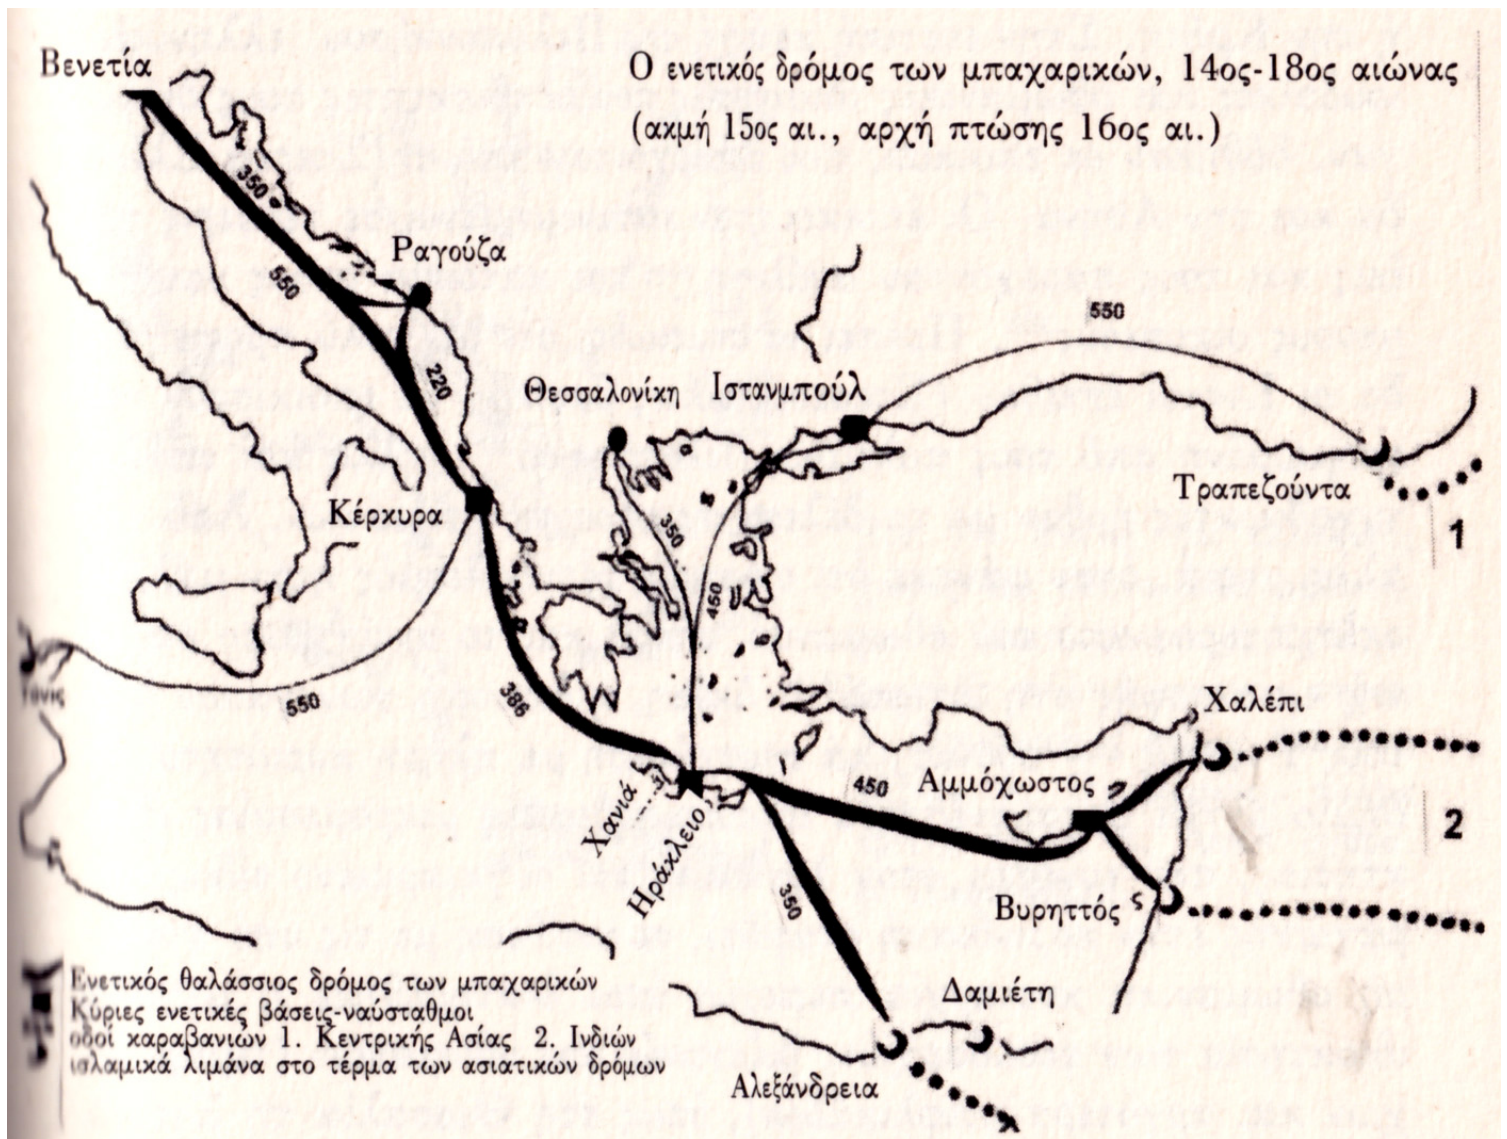 Βενετία
Ο ενετικός δρόμος των μπαχαρικών, 14ος-18ος αιώνας
(ακμή 15ος αι., αρχή πτώσης 16ος αι.)
350
Ραγούζα
550
550
220
Θεσσαλονίκη
Ιστανμπούλ
Τραπεζούντα
Κέρκυρα
350
1
450
550
386
Χαλέπι
450
Αμμόχωστος
Χανιά
Ηράκλειο
2
350
Βυρηττός
Ενετικός θαλάσσιος δρόμος των μπαχαρικών
Κύριες ενετικές βάσεις-ναύσταθμοι
οδοί καραβανιών 1. Κεντρικής Ασίας 2. Ινδιών
ισλαμικά λιμάνα στο τέρμα των ασιατικών δρόμων
Δαμιέτη
Αλεξάνδρεια